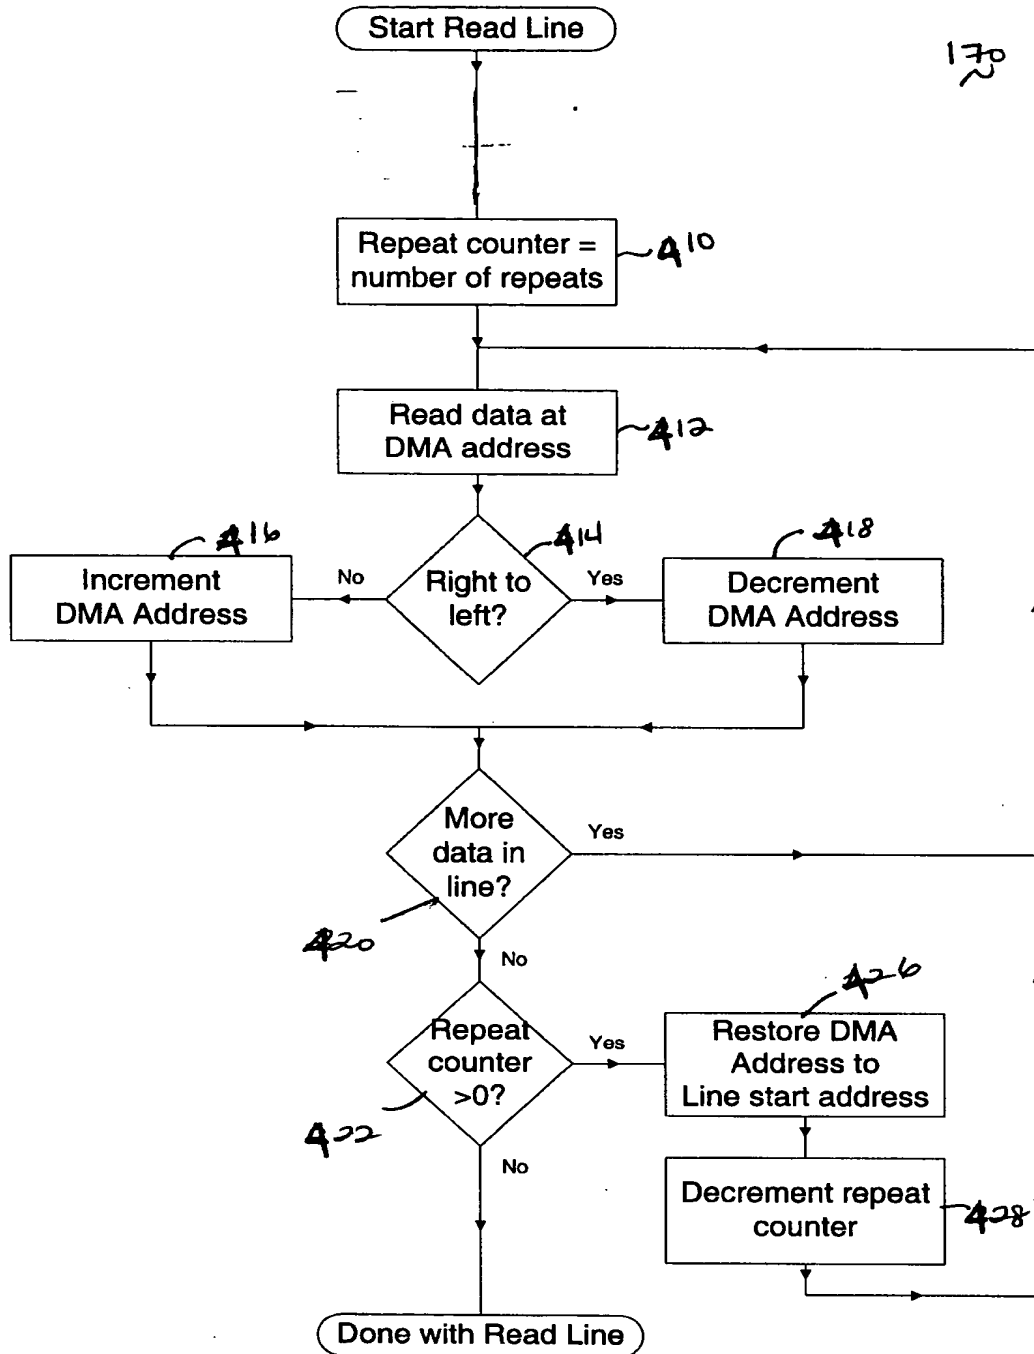 Start Read Line
170
Repeat counter =
number of repeats
410
Read data at
DMA address
412
416
414
418
Increment
DMA Address
No
Right to
left?
Yes
Decrement
DMA Address
More
data in
line?
Yes
420
No
426
Repeat
counter
>0?
Yes
Restore DMA
Address to
Line start address
422
No
Decrement repeat
counter
428
Done with Read Line